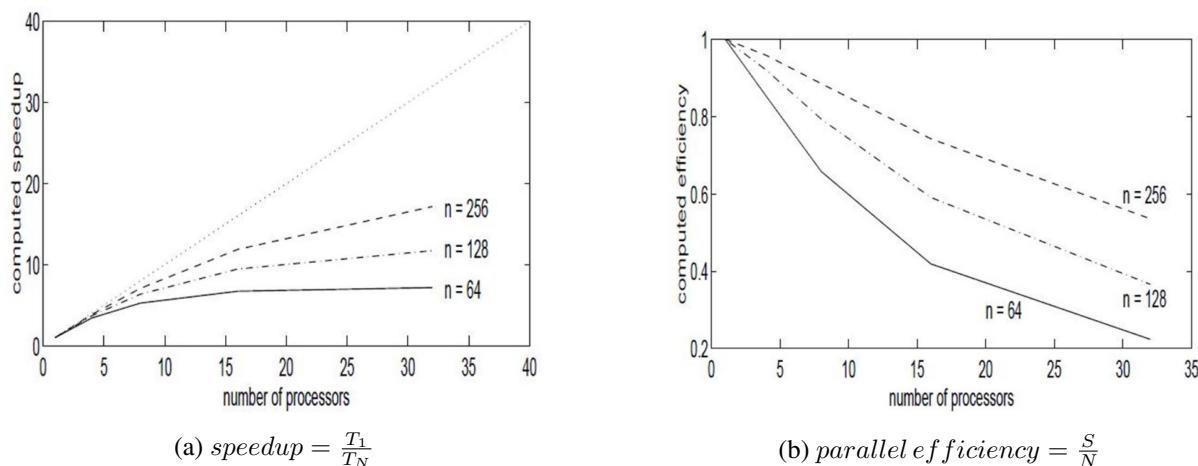 computed speedup
40
30
20
10
0
n = 256
n = 128
n = 64
0 5 10 15 20 25 30 35 40
number of processors
(a) speedup = T₁/T_N
computed efficiency
1
0.8
0.6
0.4
0.2
n = 256
n = 128
n = 64
0 5 10 15 20 25 30 35
number of processors
(b) parallel efficiency = S/N